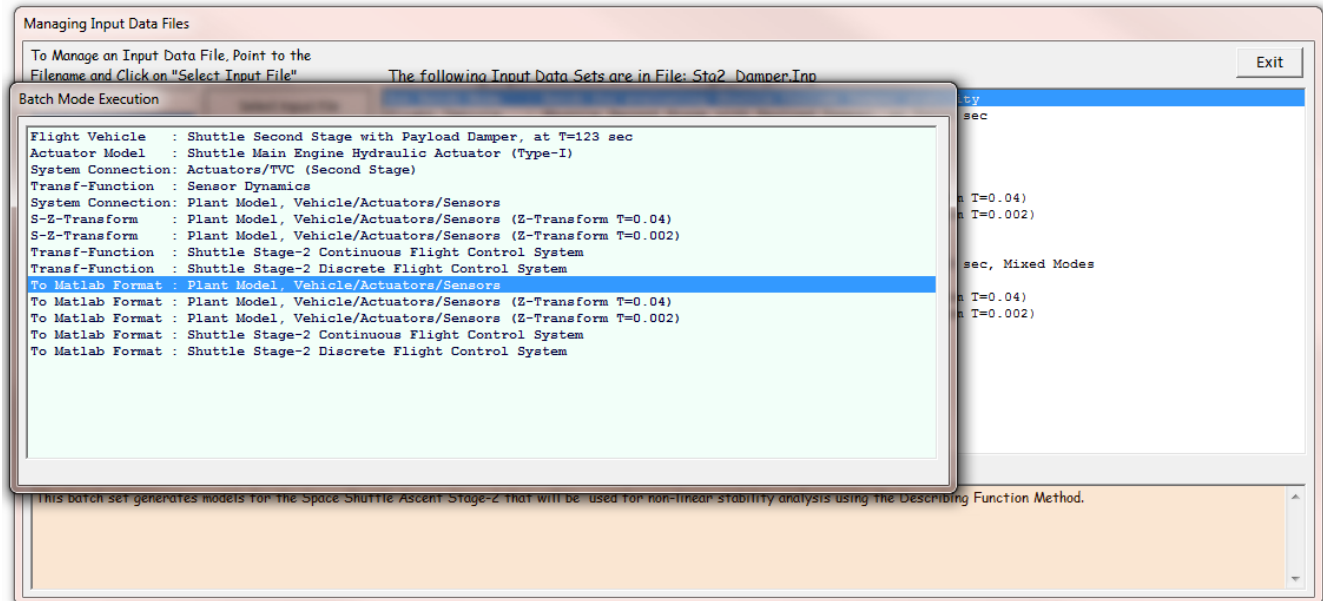 Managing Input Data Files
To Manage an Input Data File, Point to the
Filename and Click on "Select Input File"
The following Input Data Sets are in File: Stg2_Damper.Inp
Exit
Batch Mode Execution
Flight Vehicle : Shuttle Second Stage with Payload Damper, at T=123 sec
Actuator Model : Shuttle Main Engine Hydraulic Actuator (Type-I)
System Connection: Actuators/TVC (Second Stage)
Transf-Function : Sensor Dynamics
System Connection: Plant Model, Vehicle/Actuators/Sensors
S-Z-Transform : Plant Model, Vehicle/Actuators/Sensors (Z-Transform T=0.04)
S-Z-Transform : Plant Model, Vehicle/Actuators/Sensors (Z-Transform T=0.002)
Transf-Function : Shuttle Stage-2 Continuous Flight Control System
Transf-Function : Shuttle Stage-2 Discrete Flight Control System
To Matlab Format : Plant Model, Vehicle/Actuators/Sensors
To Matlab Format : Plant Model, Vehicle/Actuators/Sensors (Z-Transform T=0.04)
To Matlab Format : Plant Model, Vehicle/Actuators/Sensors (Z-Transform T=0.002)
To Matlab Format : Shuttle Stage-2 Continuous Flight Control System
To Matlab Format : Shuttle Stage-2 Discrete Flight Control System
ty
sec
m T=0.04)
m T=0.002)
sec, Mixed Modes
m T=0.04)
m T=0.002)
This batch set generates models for the Space Shuttle Ascent Stage-2 that will be used for non-linear stability analysis using the Describing Function Method.